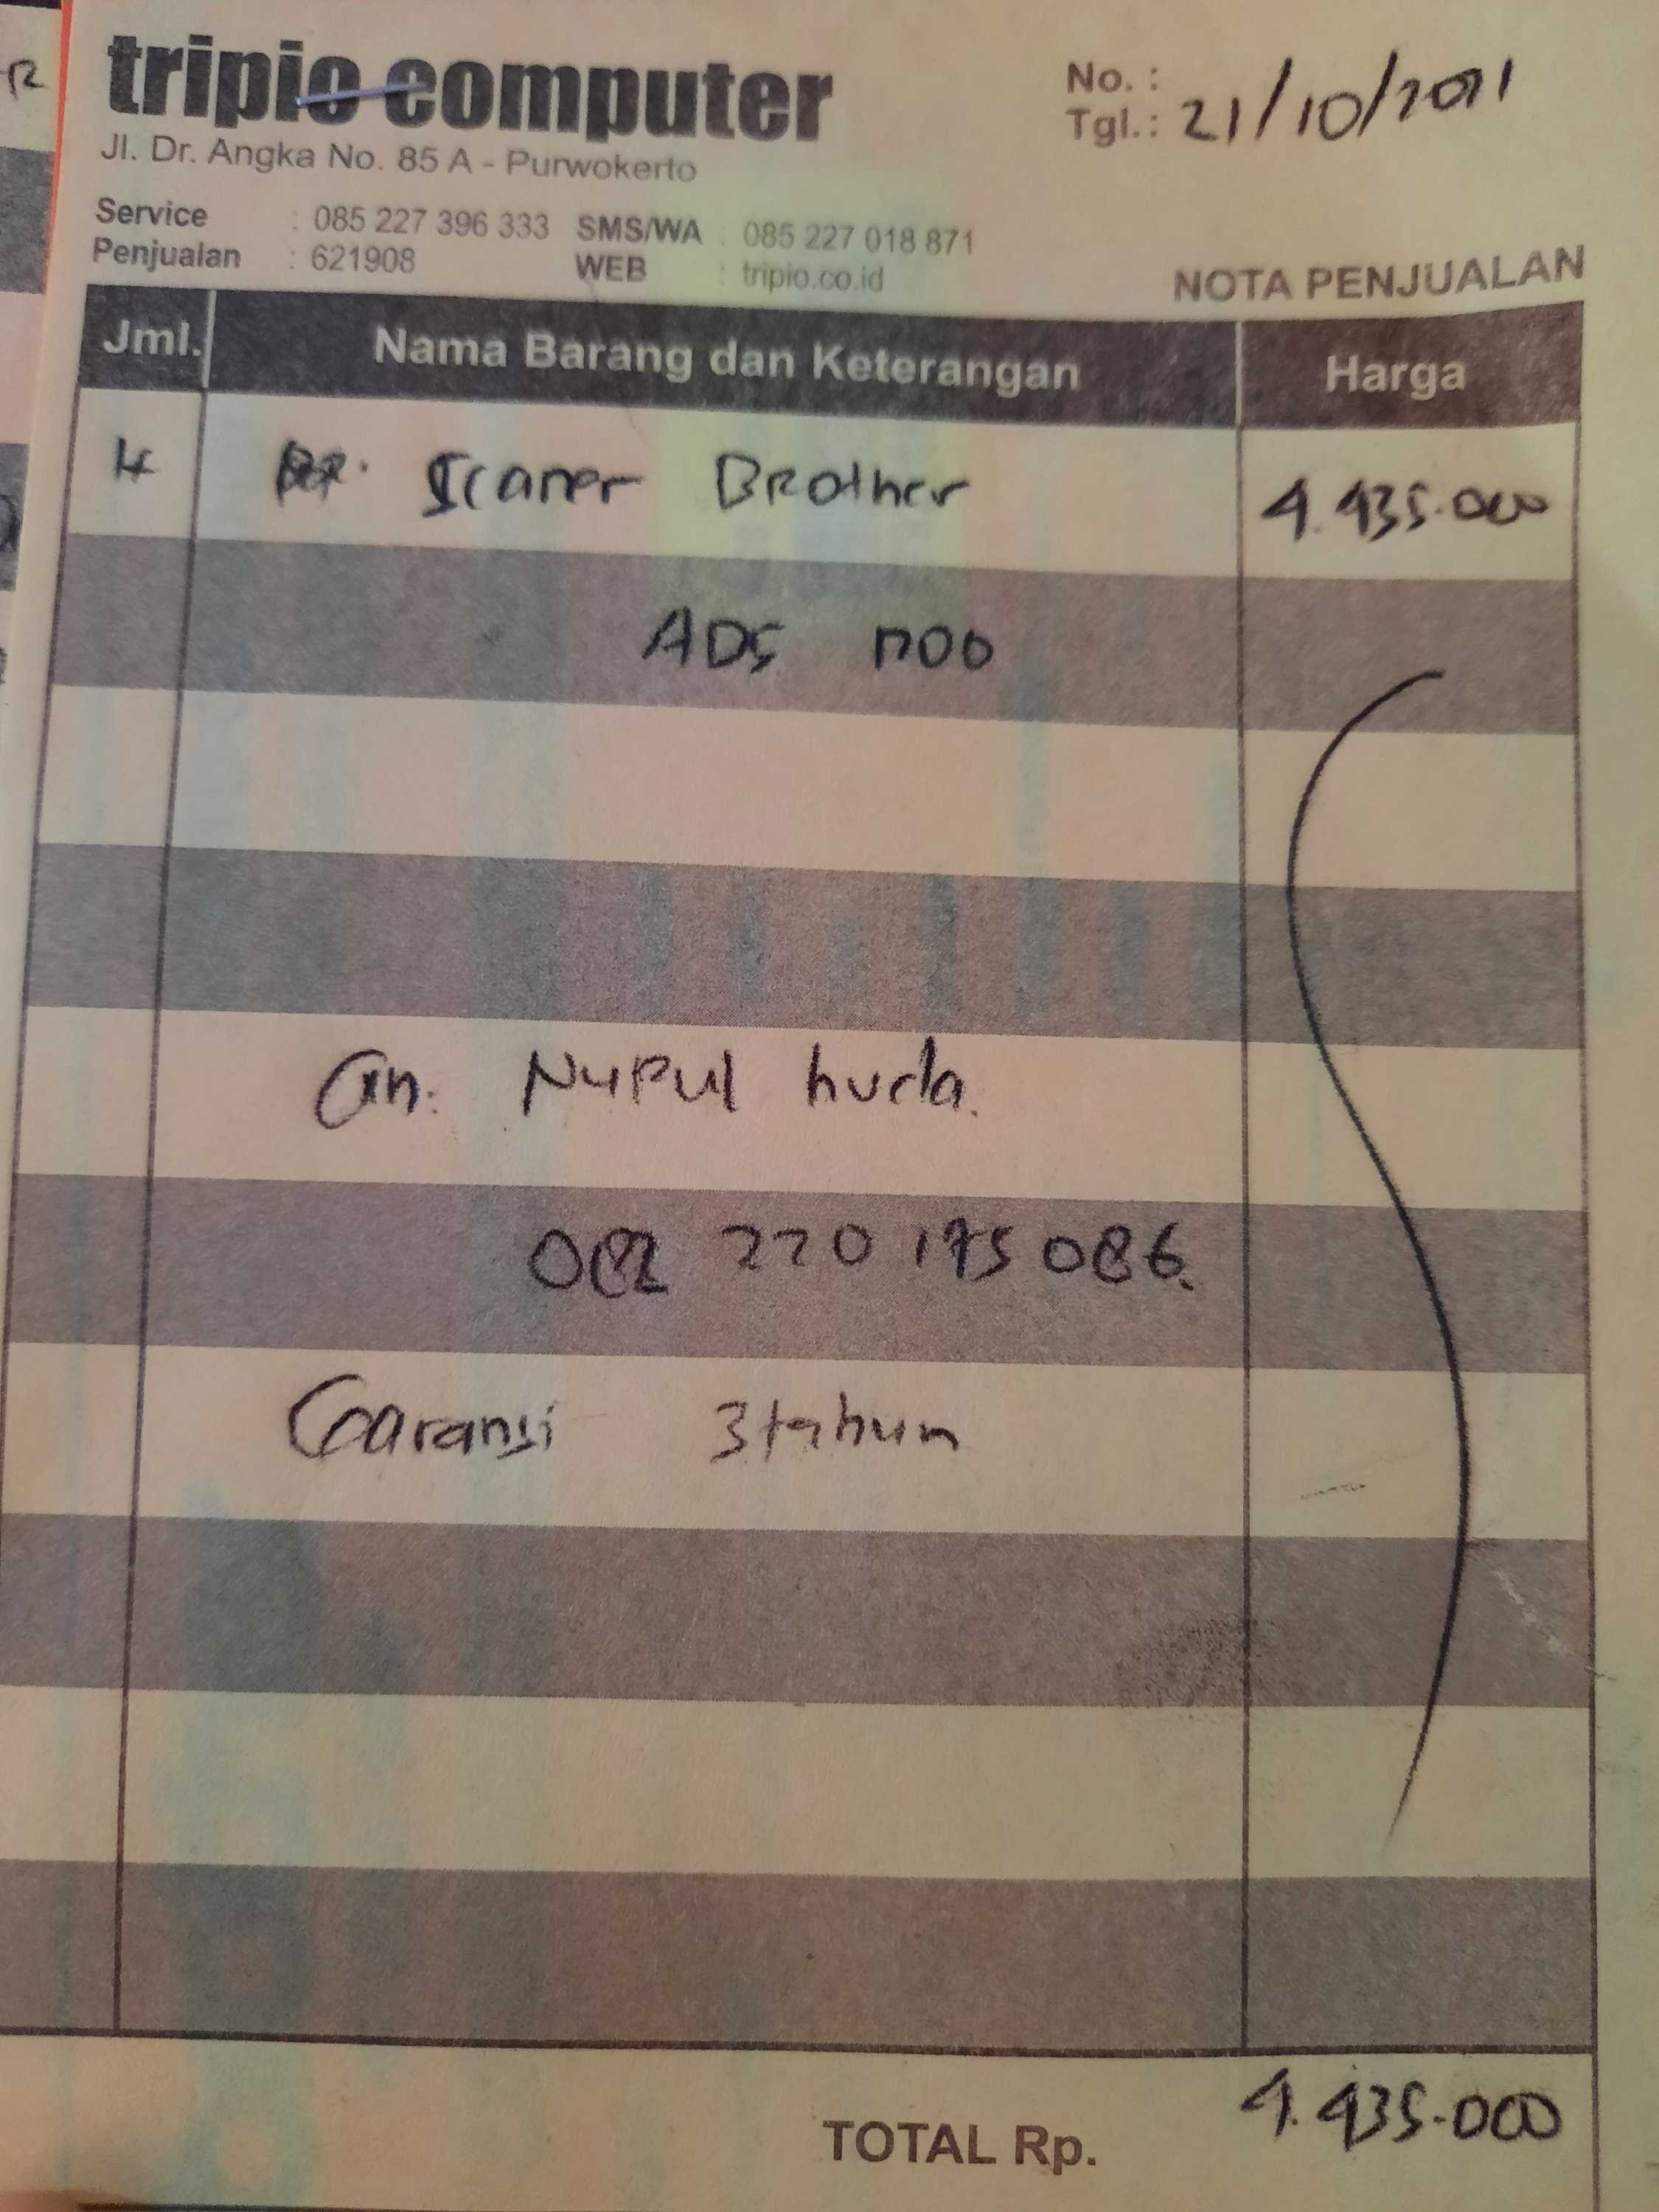 tripio computer
Jl. Dr. Angka No. 85 A - Purwokerto
No. :
Tgl.: 21/10/2021
Service : 085 227 396 333 SMS/WA : 085 227 018 871
Penjualan : 621908 WEB : tripio.co.id
NOTA PENJUALAN
Jml. Nama Barang dan Keterangan Harga
Scaner Brother 4.435.000
ADS
an. Nurul huda.
082 220 175 086.
Garansi 3 tahun
TOTAL Rp. 4.435.000